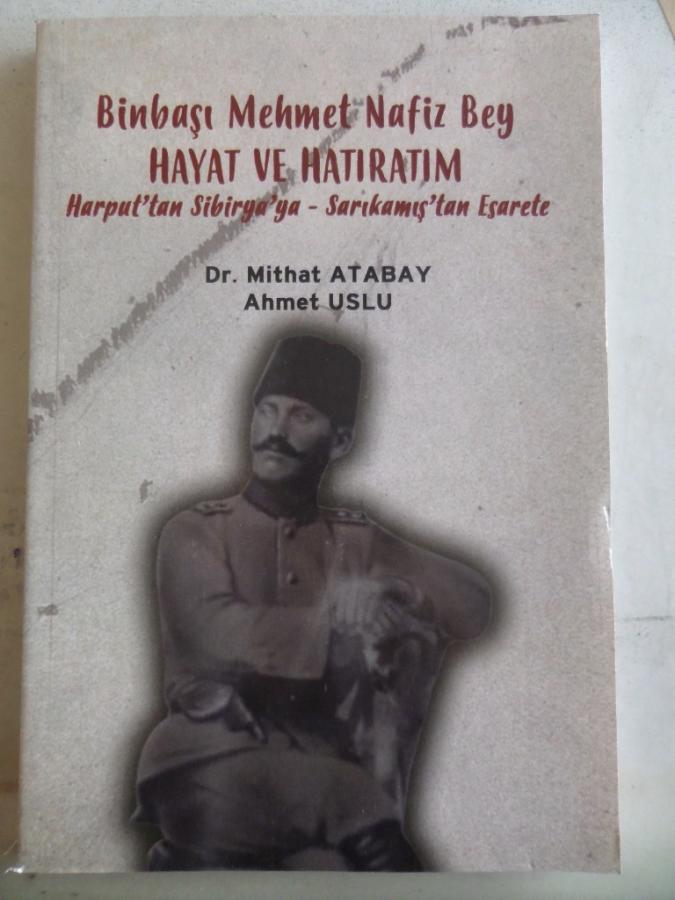 Binbaşı Mehmet Nafiz Bey
HAYAT VE HATIRATIM
Harput'tan Sibirya'ya - Sarıkamış'tan Esarete
Dr. Mithat ATABAY
Ahmet USLU